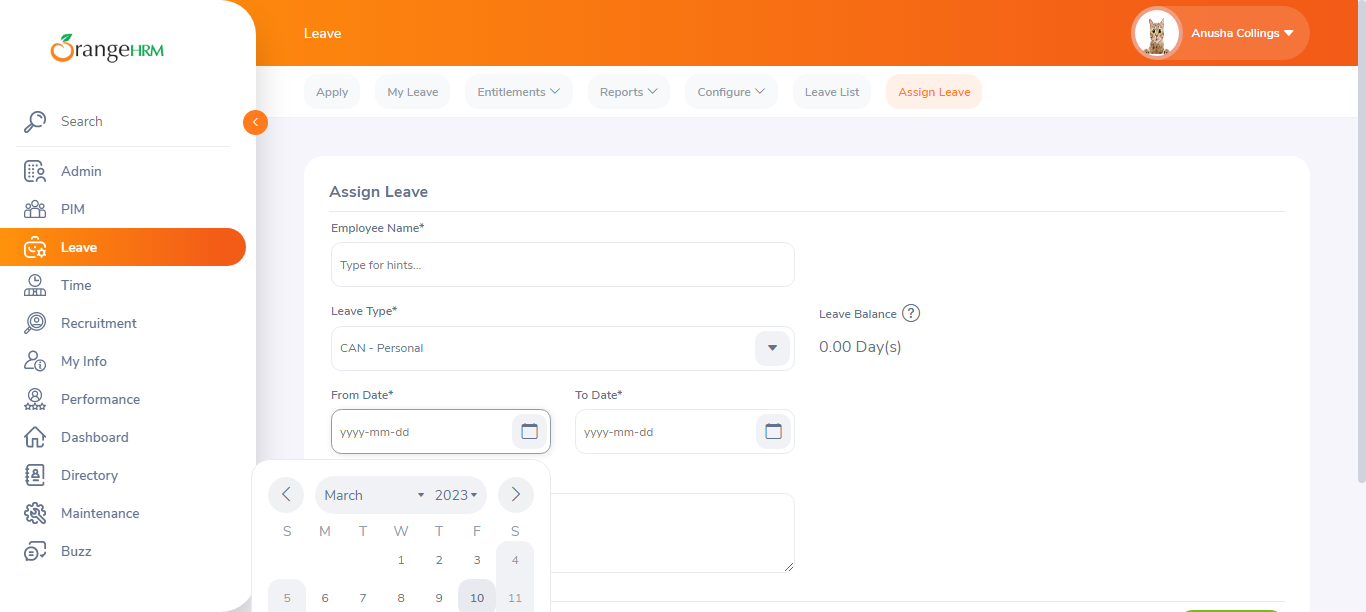 OrangeHRM
Search
Admin
PIM
Leave
Time
Recruitment
My Info
Performance
Dashboard
Directory
Maintenance
Buzz
Leave
Anusha Collings
Apply My Leave Entitlements Reports Configure Leave List Assign Leave
Assign Leave
Employee Name*
Type for hints...
Leave Type*
CAN - Personal
Leave Balance ?
0.00 Day(s)
From Date* To Date*
yyyy-mm-dd yyyy-mm-dd
March 2023
S M T W T F S
1 2 3 4
5 6 7 8 9 10 11